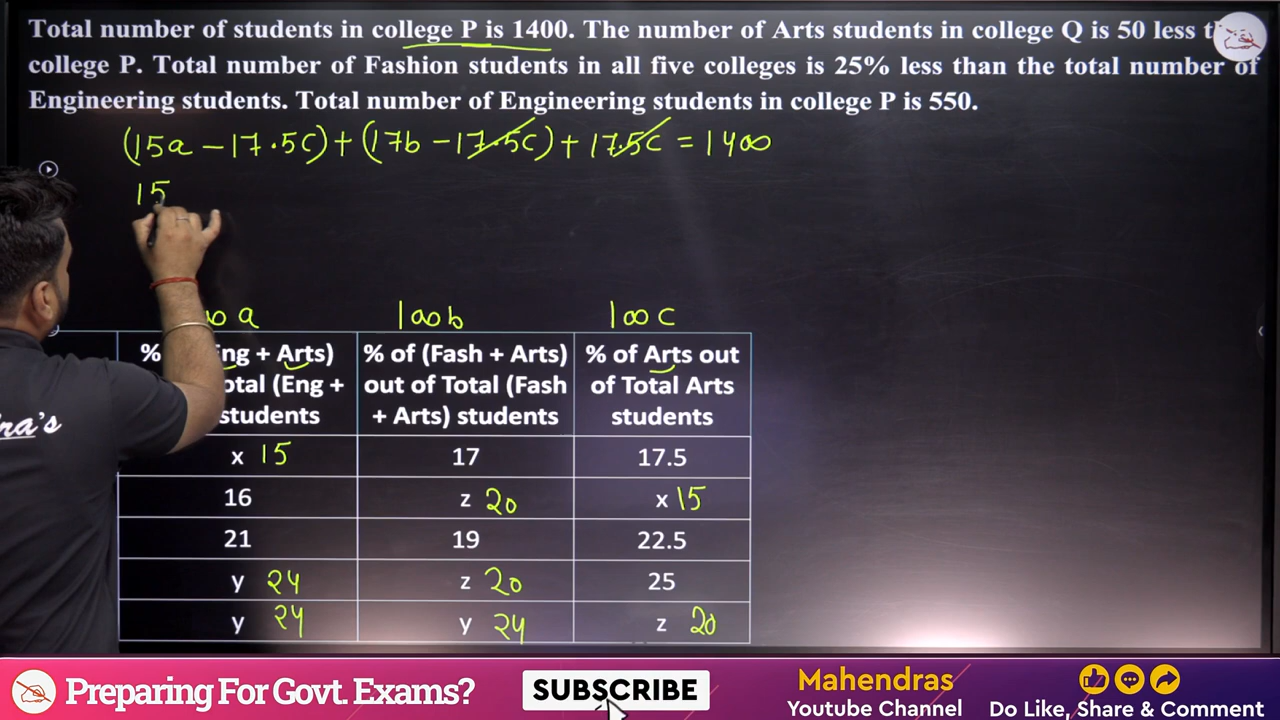 Total number of students in college P is 1400. The number of Arts students in college Q is 50 less
college P. Total number of Fashion students in all five colleges is 25% less than the total number of
Engineering students. Total number of Engineering students in college P is 550.
(15a - 17.5c) + (17b - 17.5c) + 17.5c = 1400
15
a 100b 100c
% Eng + Arts) % of (Fash + Arts) % of Arts out
(Eng + out of Total (Fash of Total Arts
students + Arts) students students
x 15 17 17.5
16 z 20 x 15
21 19 22.5
y 24 z 20 25
y 24 y 24 z 20
Preparing For Govt. Exams? SUBSCRIBE Mahendras
YouTube Channel Do Like, Share & Comment